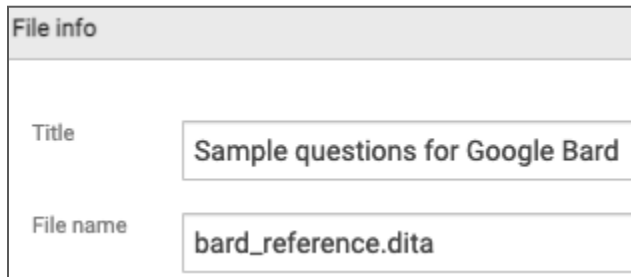 File info
Title
Sample questions for Google Bard
File name
bard_reference.dita